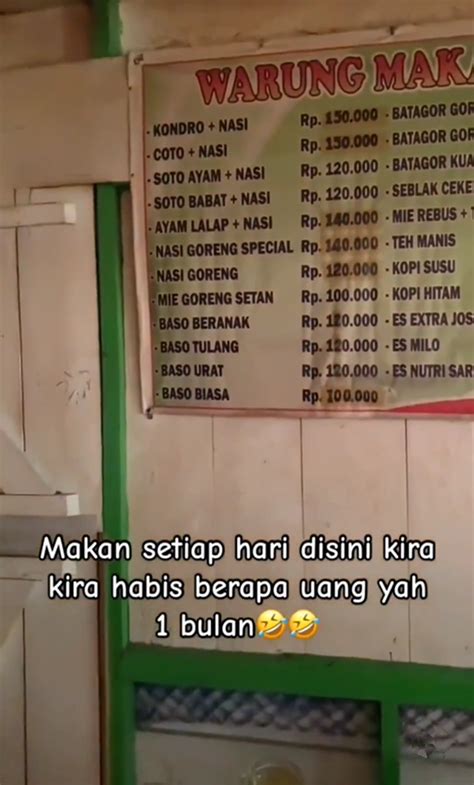 WARUNG MAKA
- KONDRO + NASI Rp. 150.000 - BATAGOR GOR
- COTO + NASI Rp. 130.000 - BATAGOR GOR
- SOTO AYAM + NASI Rp. 120.000 - BATAGOR KUA
- SOTO BABAT + NASI Rp. 120.000 - SEBLAK CEKE
- AYAM LALAP + NASI Rp. 140.000 - MIE REBUS + T
- NASI GORENG SPECIAL Rp. 140.000 - TEH MANIS
- NASI GORENG Rp. 120.000 - KOPI SUSU
- MIE GORENG SETAN Rp. 100.000 - KOPI HITAM
- BASO BERANAK Rp. 120.000 - ES EXTRA JOS
- BASO TULANG Rp. 120.000 - ES MILO
- BASO URAT Rp. 120.000 - ES NUTRI SAR
- BASO BIASA Rp. 100.000
Makan setiap hari disini kira
kira habis berapa uang yah
1 bulan🤣🤣